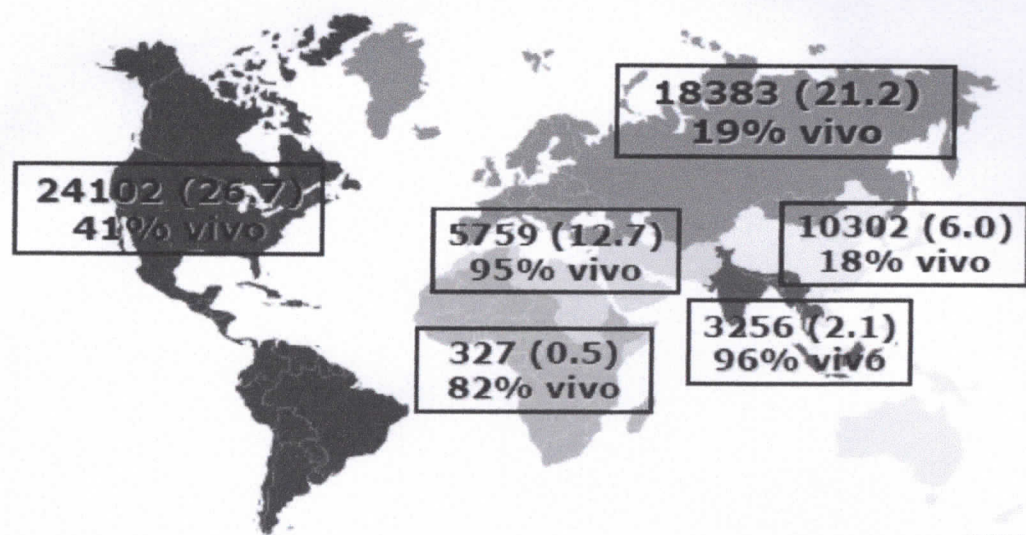 18383 (21.2)
19% vivo
24102 (26.7)
41% vivo
5759 (12.7)
95% vivo
10302 (6.0)
18% vivo
3256 (2.1)
96% vivo
327 (0.5)
82% vivo